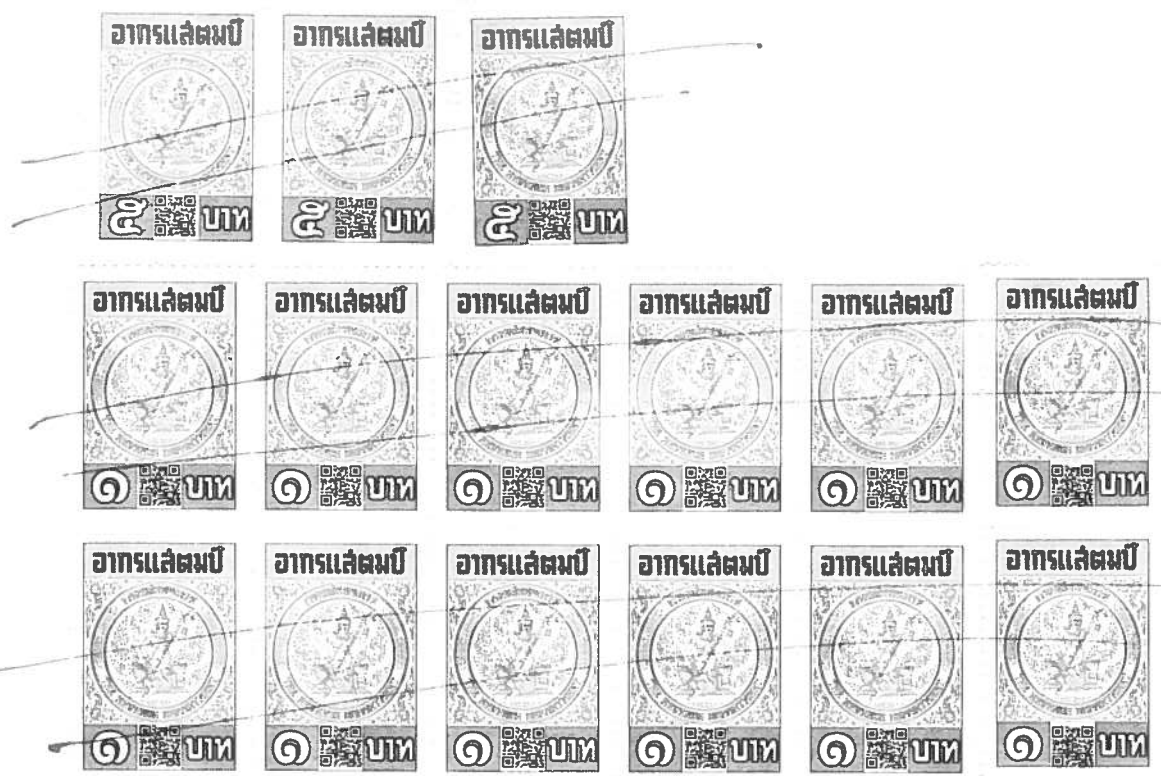 อากรแสตมป์ อากรแสตมป์ อากรแสตมป์
๕ บาท ๕ บาท ๕ บาท
อากรแสตมป์ อากรแสตมป์ อากรแสตมป์ อากรแสตมป์ อากรแสตมป์ อากรแสตมป์
๑ บาท ๑ บาท ๑ บาท ๑ บาท ๑ บาท ๑ บาท
อากรแสตมป์ อากรแสตมป์ อากรแสตมป์ อากรแสตมป์ อากรแสตมป์ อากรแสตมป์
๑ บาท ๑ บาท ๑ บาท ๑ บาท ๑ บาท ๑ บาท